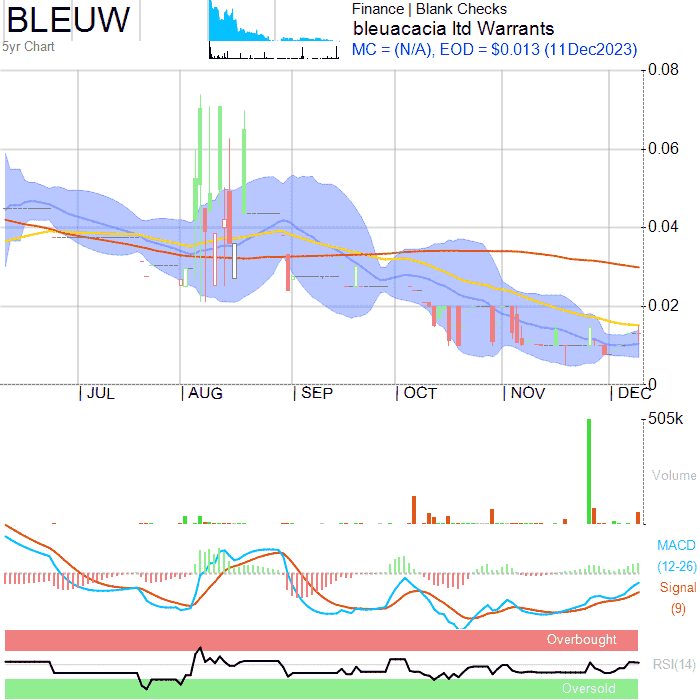 BLEUW
5yr Chart
Finance | Blank Checks
bleuacacia ltd Warrants
MC = (N/A), EOD = $0.013 (11Dec2023)
0.08
0.06
0.04
0.02
0
JUL AUG SEP OCT NOV DEC
505k
Volume
MACD
(12-26)
Signal
(9)
Overbought
RSI(14)
Oversold